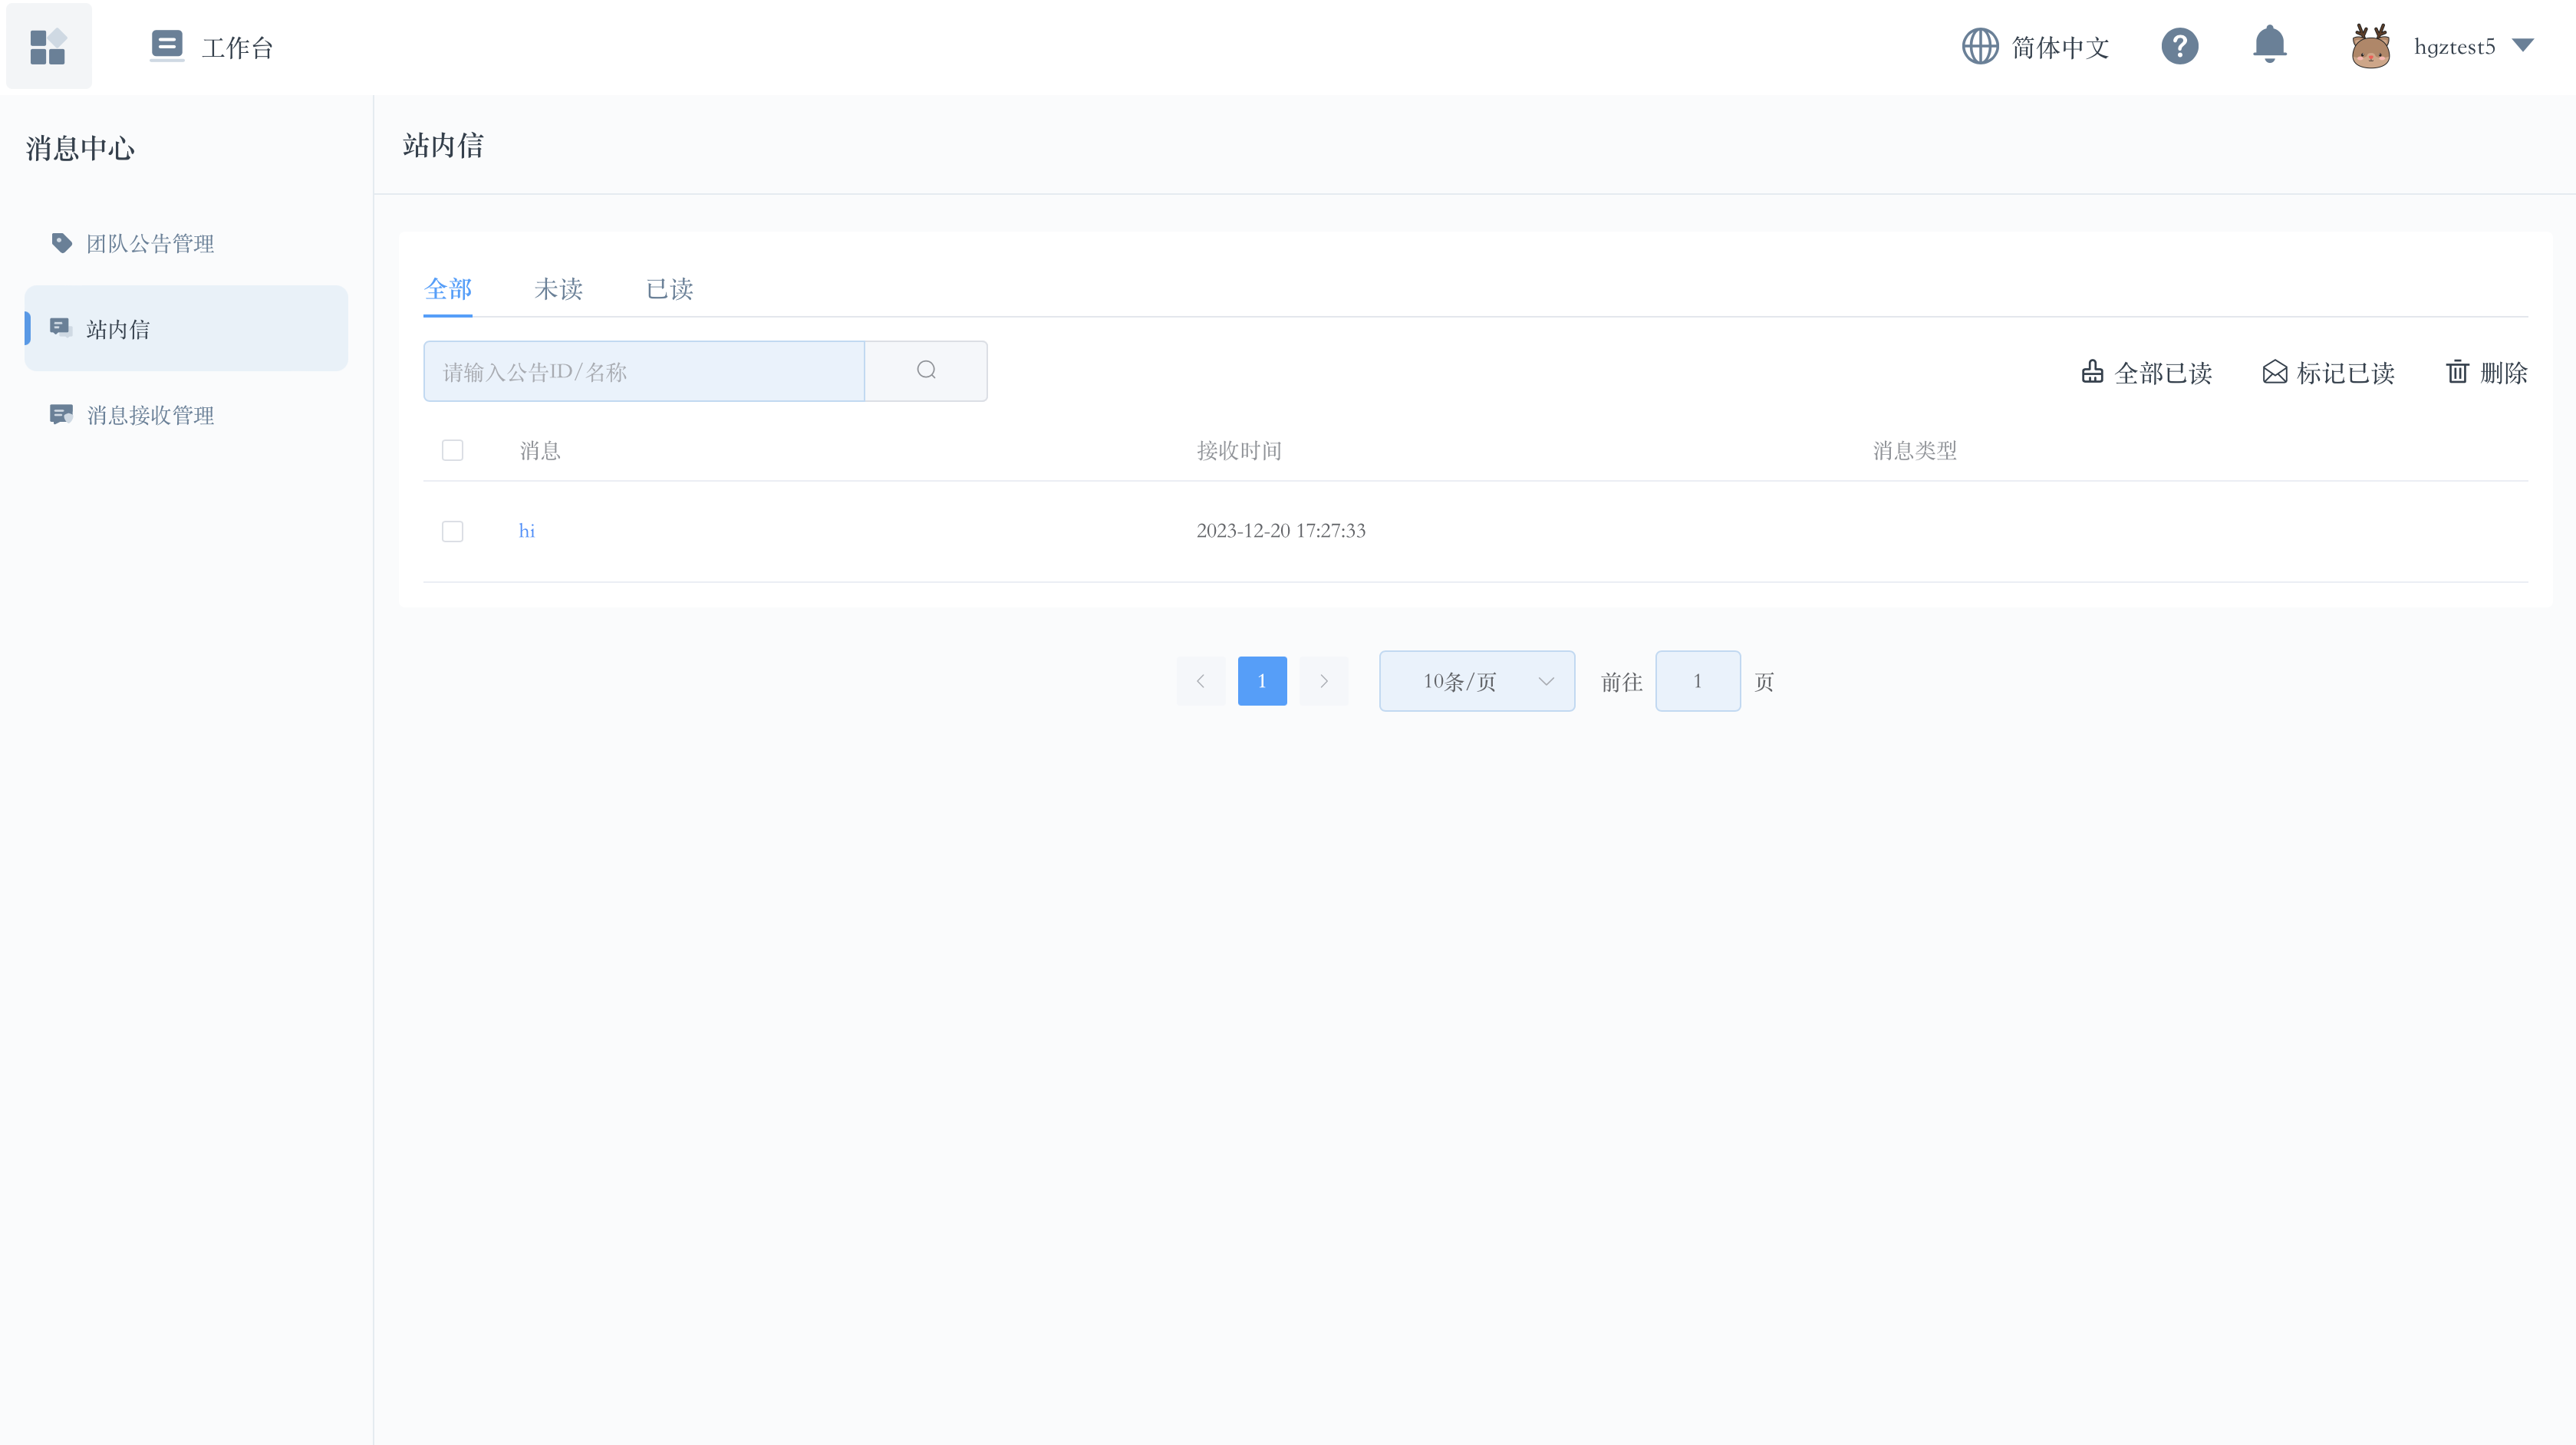 工作台
简体中文
hgztest5
消息中心
团队公告管理
站内信
消息接收管理
站内信
全部 未读 已读
请输入公告ID/名称
全部已读 标记已读 删除
消息 接收时间 消息类型
hi 2023-12-20 17:27:33
1 10条/页 前往 1 页